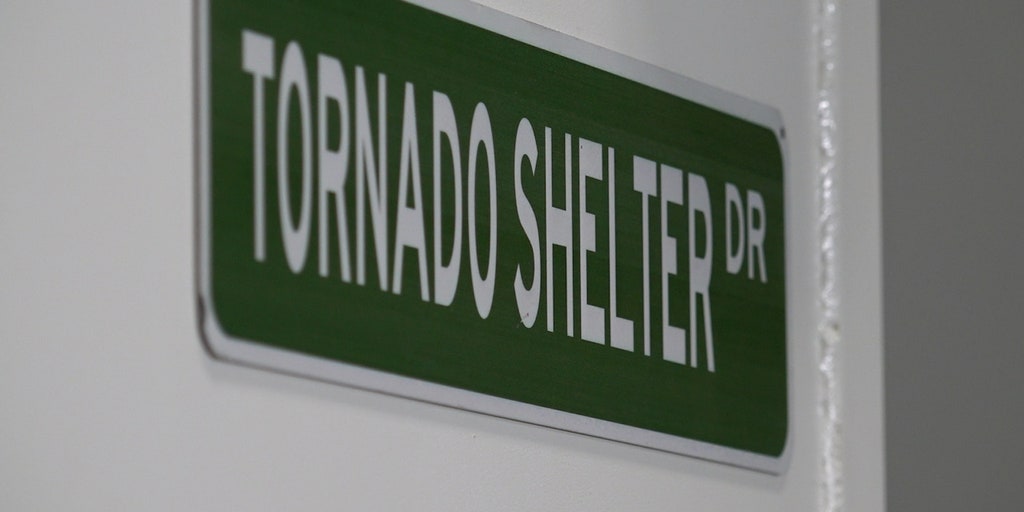 TORNADO SHELTER DR